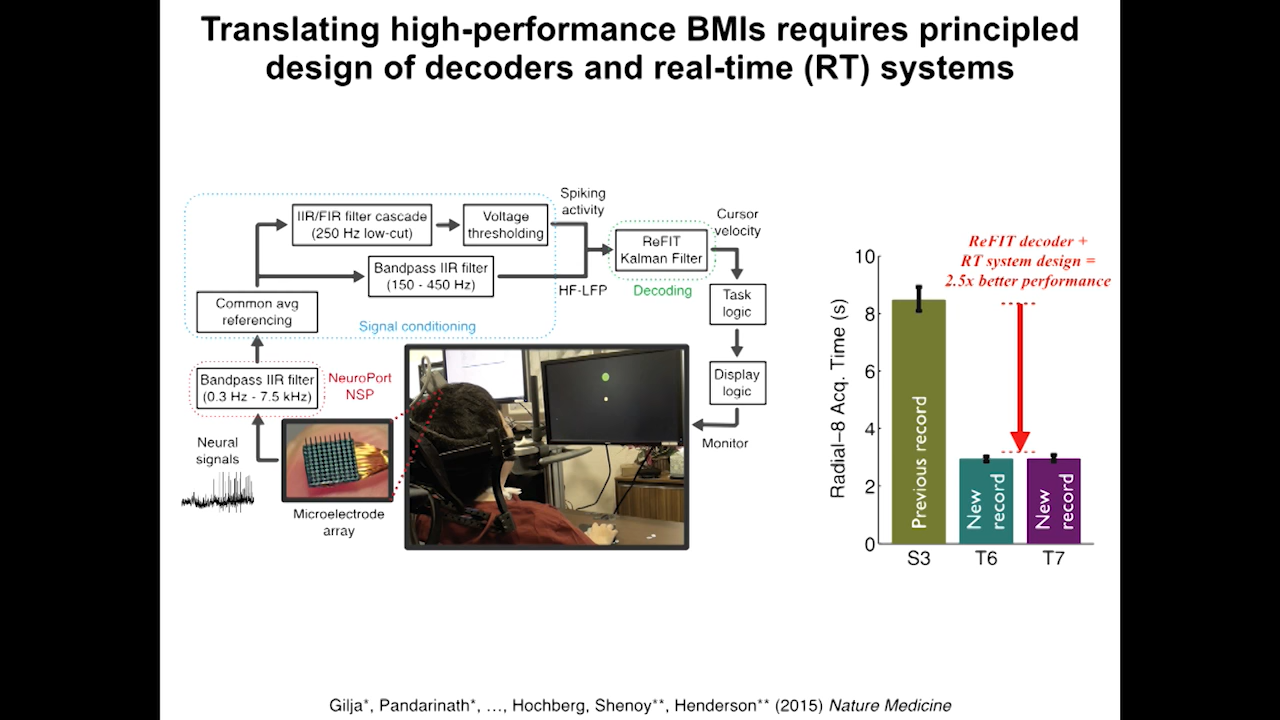 Translating high-performance BMIs requires principled
design of decoders and real-time (RT) systems
Spiking
activity
IIR/FIR filter cascade
(250 Hz low-cut)
Voltage
thresholding
Cursor
velocity
ReFIT
Kalman Filter
Bandpass IIR filter
(150 - 450 Hz)
HF-LFP
Decoding
Common avg
referencing
Signal conditioning
Task
logic
Bandpass IIR filter
(0.3 Hz - 7.5 kHz)
NeuroPort
NSP
Display
logic
Neural
signals
Monitor
Microelectrode
array
ReFIT decoder +
RT system design =
2.5x better performance
Radial–8 Acq. Time (s)
10
8
6
4
2
0
Previous record
New
record
New
record
S3
T6
T7
Gilja*, Pandarinath*, …, Hochberg, Shenoy**, Henderson** (2015) Nature Medicine